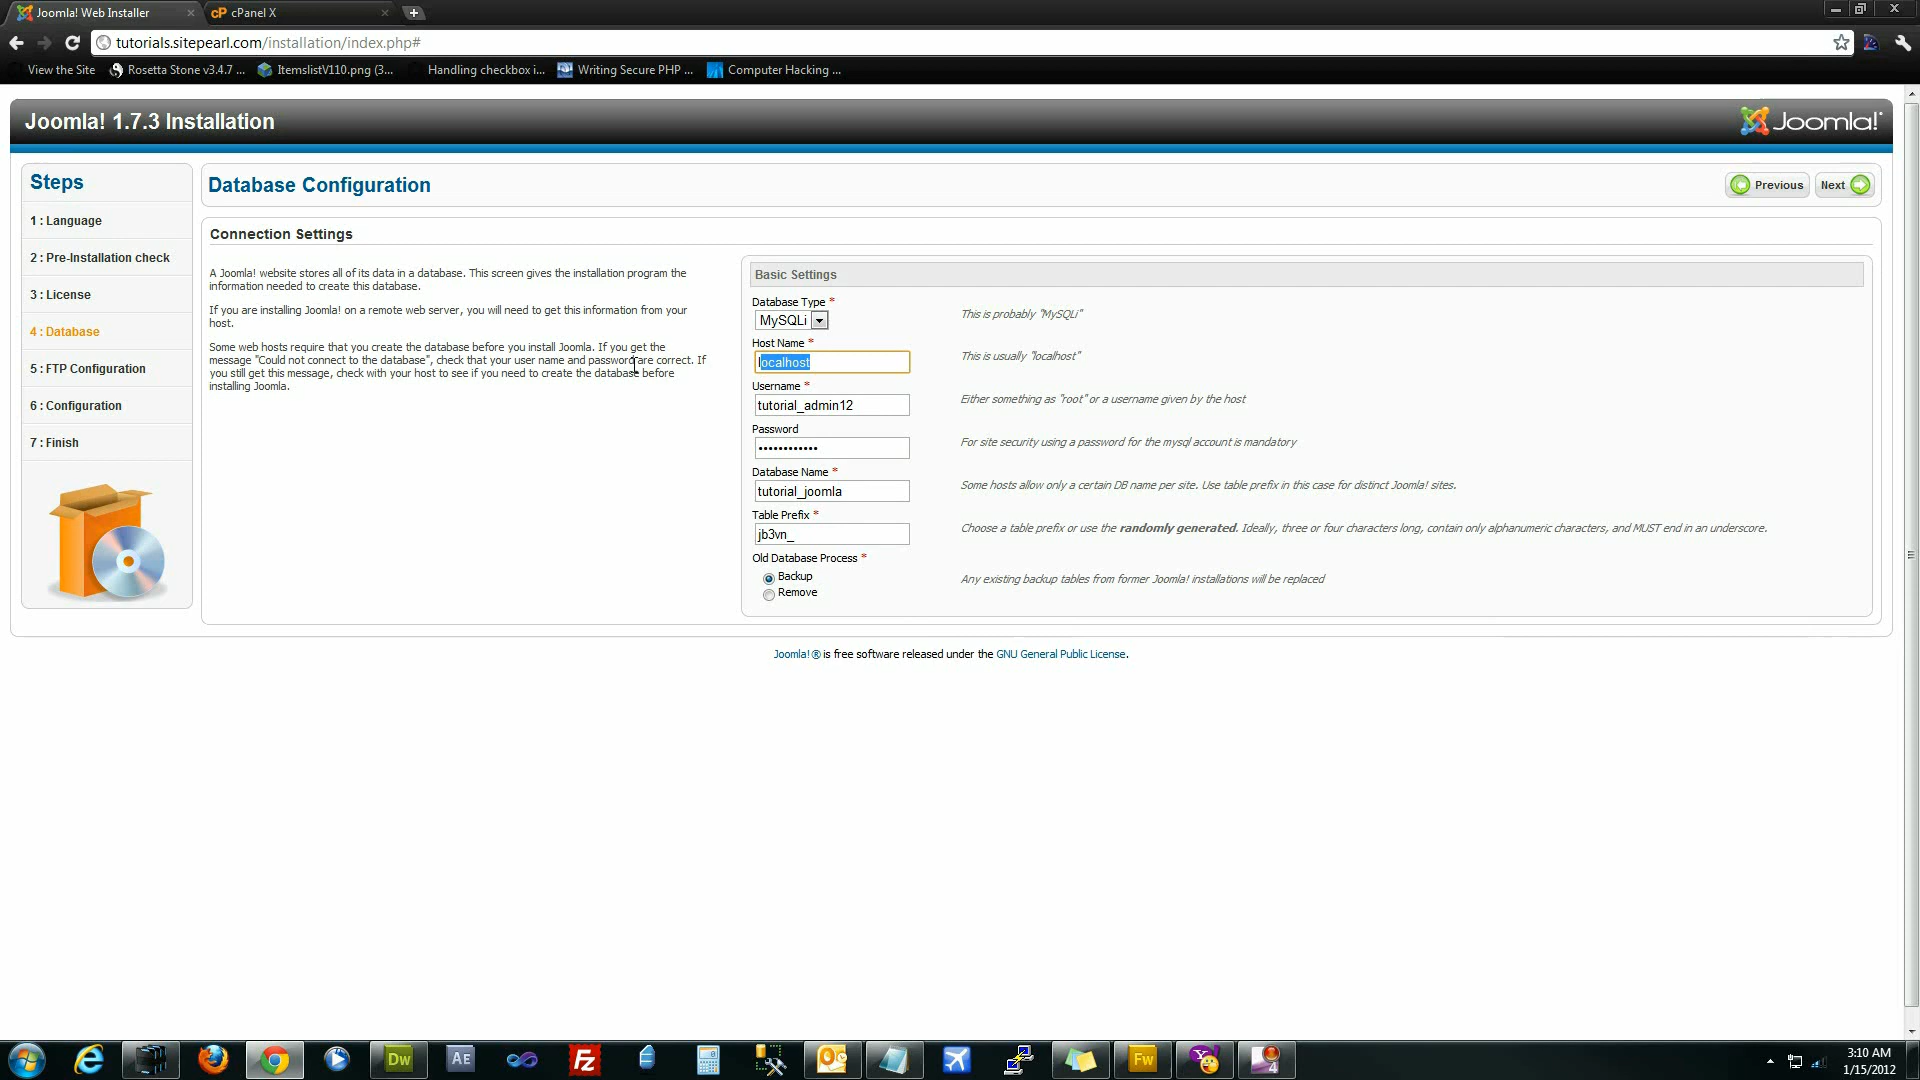 Joomla! Web Installer
cPanel X
tutorials.sitepearl.com/installation/index.php#
View the Site
Rosetta Stone v3.4.7 ...
ItemslistV110.png (3...
Handling checkbox i...
Writing Secure PHP ...
Computer Hacking ...
Joomla! 1.7.3 Installation
Joomla!
Steps
1 : Language
2 : Pre-Installation check
3 : License
4 : Database
5 : FTP Configuration
6 : Configuration
7 : Finish
Database Configuration
Previous
Next
Connection Settings
A Joomla! website stores all of its data in a database. This screen gives the installation program the
information needed to create this database.
If you are installing Joomla! on a remote web server, you will need to get this information from your
host.
Some web hosts require that you create the database before you install Joomla. If you get the
message "Could not connect to the database", check that your user name and password are correct. If
you still get this message, check with your host to see if you need to create the database before
installing Joomla.
Basic Settings
Database Type *
MySQLi
This is probably "MySQLi"
Host Name *
localhost
This is usually "localhost"
Username *
tutorial_admin12
Either something as "root" or a username given by the host
Password
••••••••••••
For site security using a password for the mysql account is mandatory
Database Name *
tutorial_joomla
Some hosts allow only a certain DB name per site. Use table prefix in this case for distinct Joomla! sites.
Table Prefix *
jb3vn_
Choose a table prefix or use the randomly generated. Ideally, three or four characters long, contain only alphanumeric characters, and MUST end in an underscore.
Old Database Process *
Backup
Remove
Any existing backup tables from former Joomla! installations will be replaced
Joomla!® is free software released under the GNU General Public License.
Dw
AE
Fz
Fw
4
3:10 AM
1/15/2012